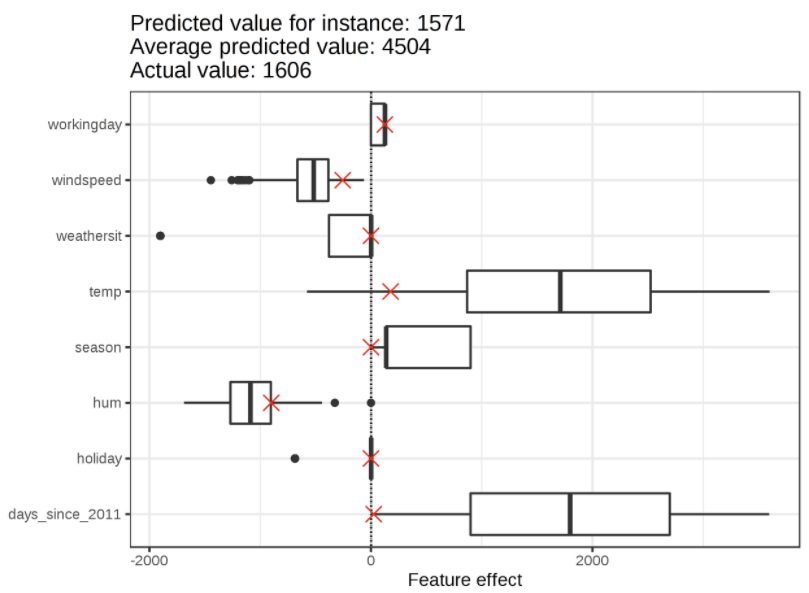 Predicted value for instance: 1571
Average predicted value: 4504
Actual value: 1606
workingday
windspeed
weathersit
temp
season
hum
holiday
days_since_2011
-2000 0 2000
Feature effect